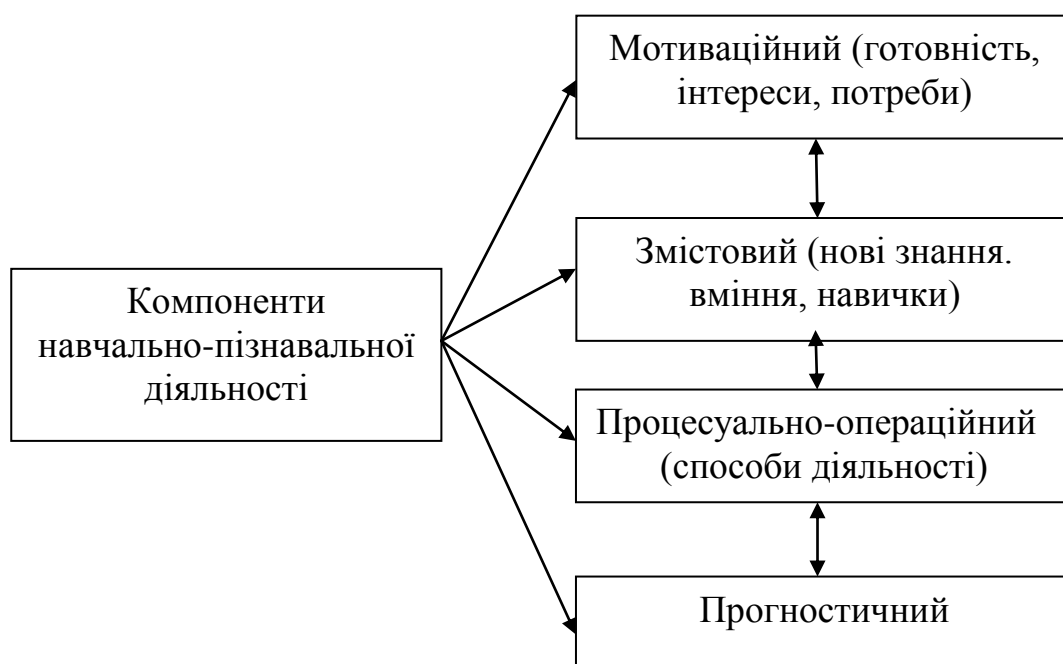 Компоненти
навчально-пізнавальної
діяльності
Мотиваційний (готовність,
інтереси, потреби)
Змістовий (нові знання.
вміння, навички)
Процесуально-операційний
(способи діяльності)
Прогностичний